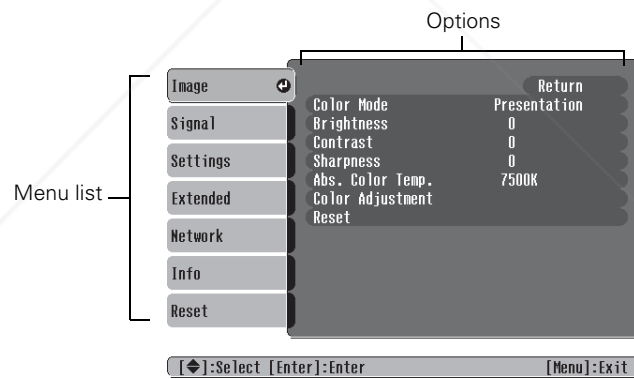 Options
Menu list
Image
Signal
Settings
Extended
Network
Info
Reset
Return
Color Mode Presentation
Brightness 0
Contrast 0
Sharpness 0
Abs. Color Temp. 7500K
Color Adjustment
Reset
[◆]:Select [Enter]:Enter [Menu]:Exit